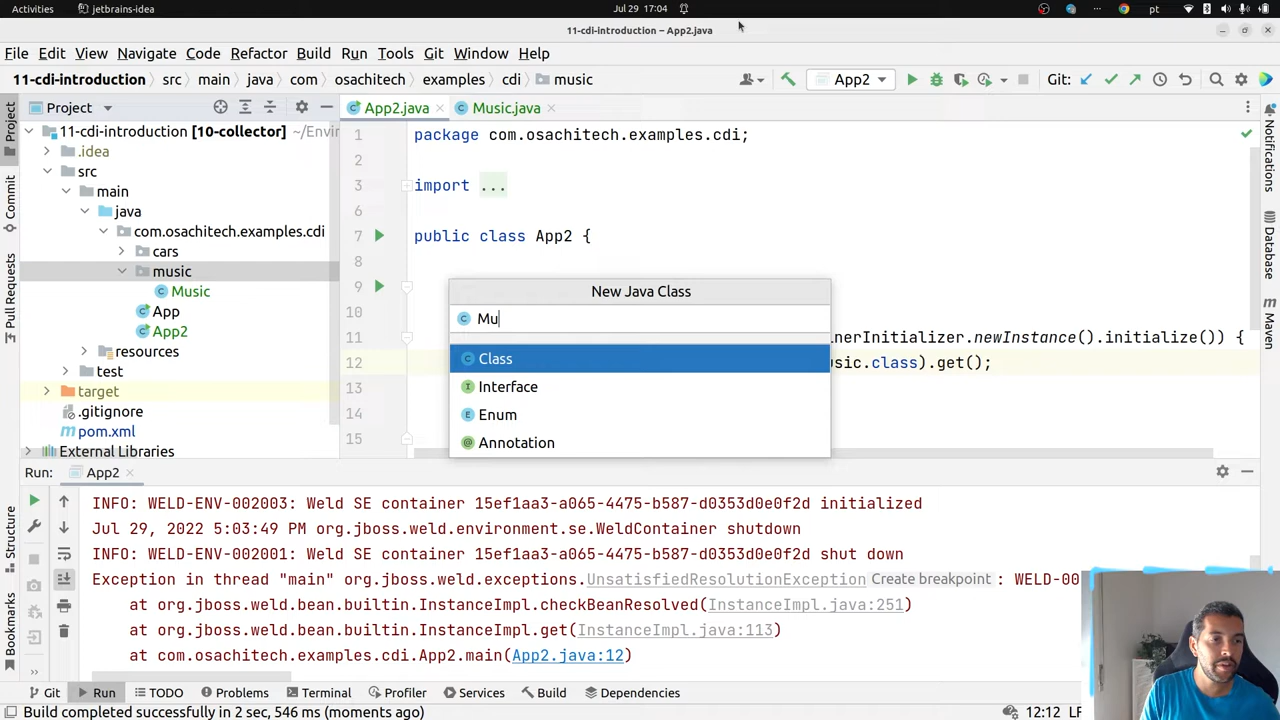 Activities jetbrains-idea Jul 29 17:04 pt
11-cdi-introduction – App2.java
File Edit View Navigate Code Refactor Build Run Tools Git Window Help
11-cdi-introduction src main java com osachitech examples cdi music App2 Git:
Project App2.java Music.java
11-cdi-introduction [10-collector] ~/Envir
.idea
src
main
java
com.osachitech.examples.cdi
cars
music
Music
App
App2
resources
test
target
.gitignore
pom.xml
External Libraries
1 package com.osachitech.examples.cdi;
2
3 import ...
6
7 public class App2 {
8
9
10
11 nerInitializer.newInstance().initialize()) {
12 sic.class).get();
13
14
15
New Java Class
Mu
Class
Interface
Enum
Annotation
Project
Commit
Pull Requests
Structure
Bookmarks
Notifications
Database
Maven
Run: App2
INFO: WELD-ENV-002003: Weld SE container 15ef1aa3-a065-4475-b587-d0353d0e0f2d initialized
Jul 29, 2022 5:03:49 PM org.jboss.weld.environment.se.WeldContainer shutdown
INFO: WELD-ENV-002001: Weld SE container 15ef1aa3-a065-4475-b587-d0353d0e0f2d shut down
Exception in thread "main" org.jboss.weld.exceptions.UnsatisfiedResolutionException Create breakpoint : WELD-00
at org.jboss.weld.bean.builtin.InstanceImpl.checkBeanResolved(InstanceImpl.java:251)
at org.jboss.weld.bean.builtin.InstanceImpl.get(InstanceImpl.java:113)
at com.osachitech.examples.cdi.App2.main(App2.java:12)
Git Run TODO Problems Terminal Profiler Services Build Dependencies
Build completed successfully in 2 sec, 546 ms (moments ago) 12:12 LF